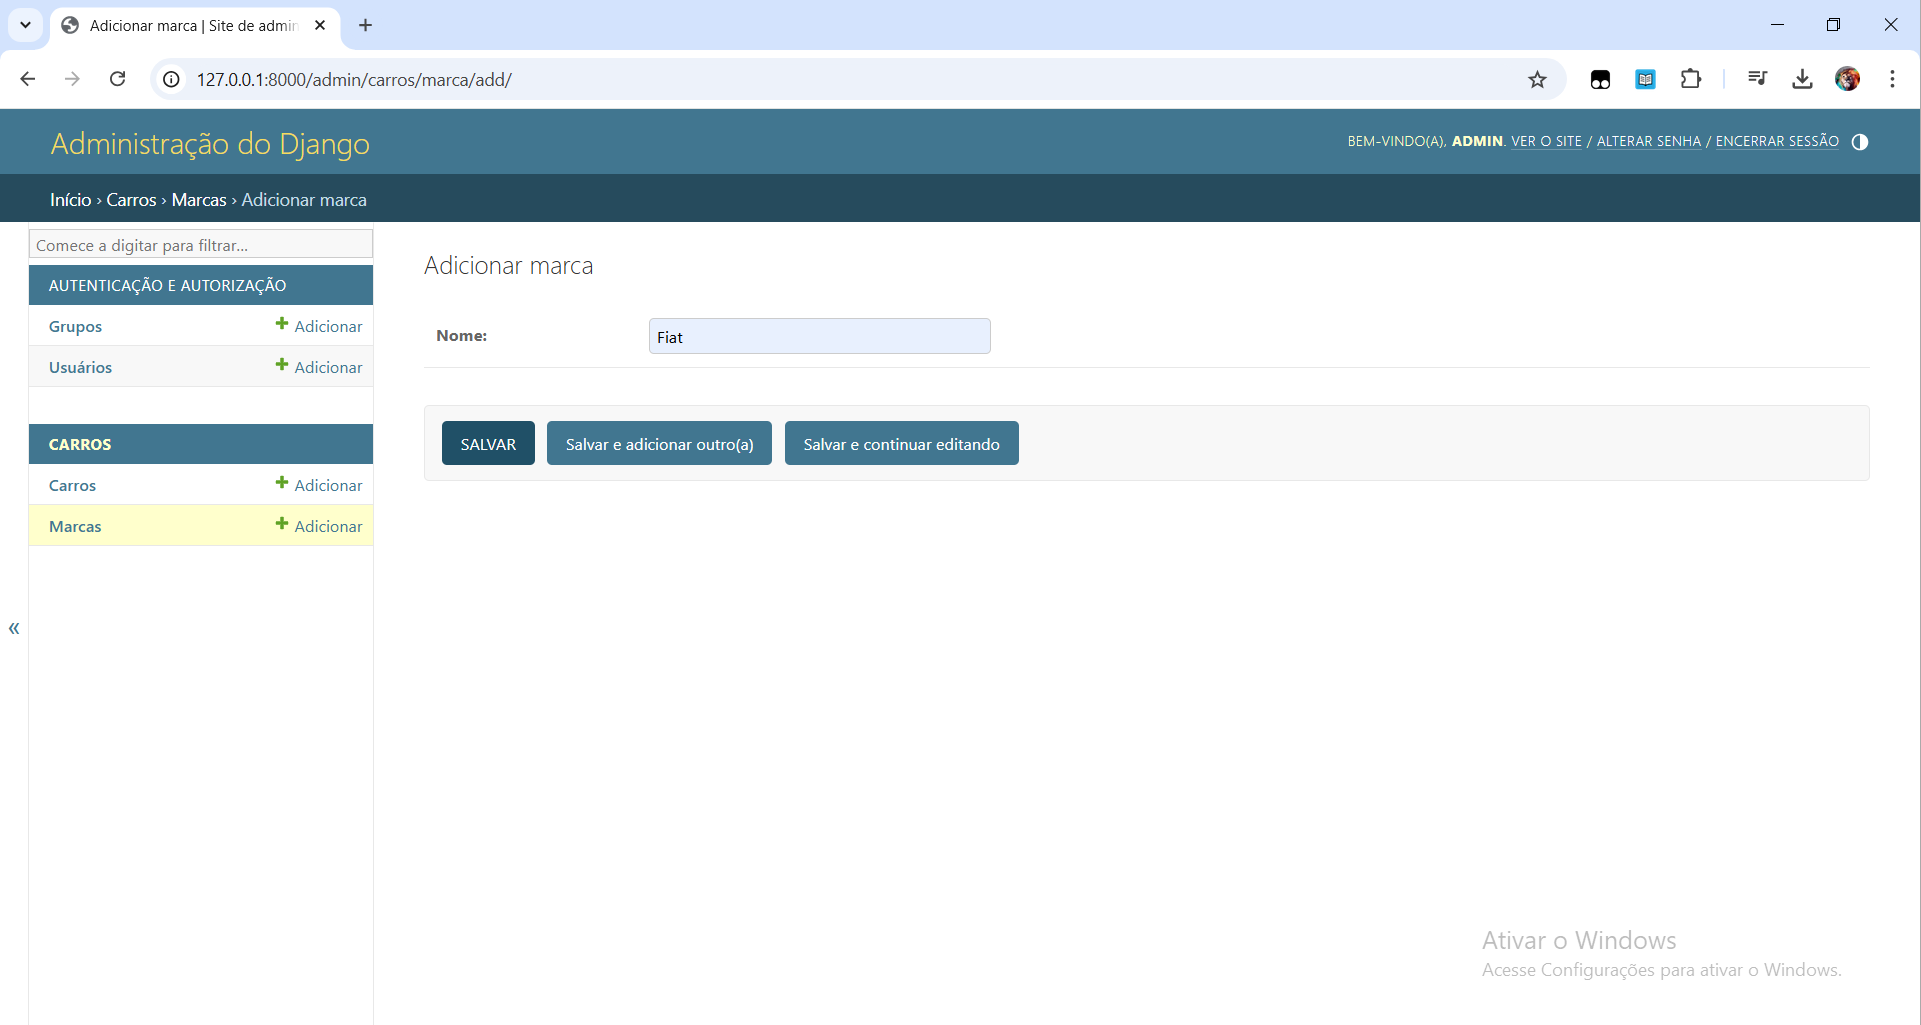 Adicionar marca | Site de admin
127.0.0.1:8000/admin/carros/marca/add/
Administração do Django
BEM-VINDO(A), ADMIN. VER O SITE / ALTERAR SENHA / ENCERRAR SESSÃO
Início › Carros › Marcas › Adicionar marca
Comece a digitar para filtrar...
AUTENTICAÇÃO E AUTORIZAÇÃO
Grupos Adicionar
Usuários Adicionar
CARROS
Carros Adicionar
Marcas Adicionar
«
Adicionar marca
Nome: Fiat
SALVAR Salvar e adicionar outro(a) Salvar e continuar editando
Ativar o Windows
Acesse Configurações para ativar o Windows.